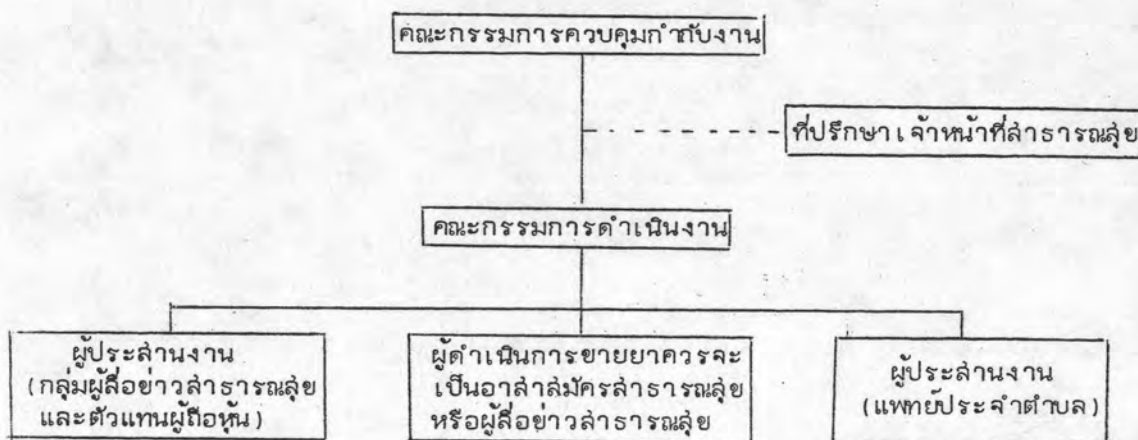 คณะกรรมการควบคุมกำกับงาน
ที่ปรึกษาเจ้าหน้าที่สาธารณสุข
คณะกรรมการดำเนินงาน
ผู้ประสานงาน
(กลุ่มผู้สื่อข่าวสาธารณสุข
และตัวแทนผู้ถือหุ้น)
ผู้ดำเนินการขายยาควรจะ
เป็นอาสาสมัครสาธารณสุข
หรือผู้สื่อข่าวสาธารณสุข
ผู้ประสานงาน
(แพทย์ประจำตำบล)